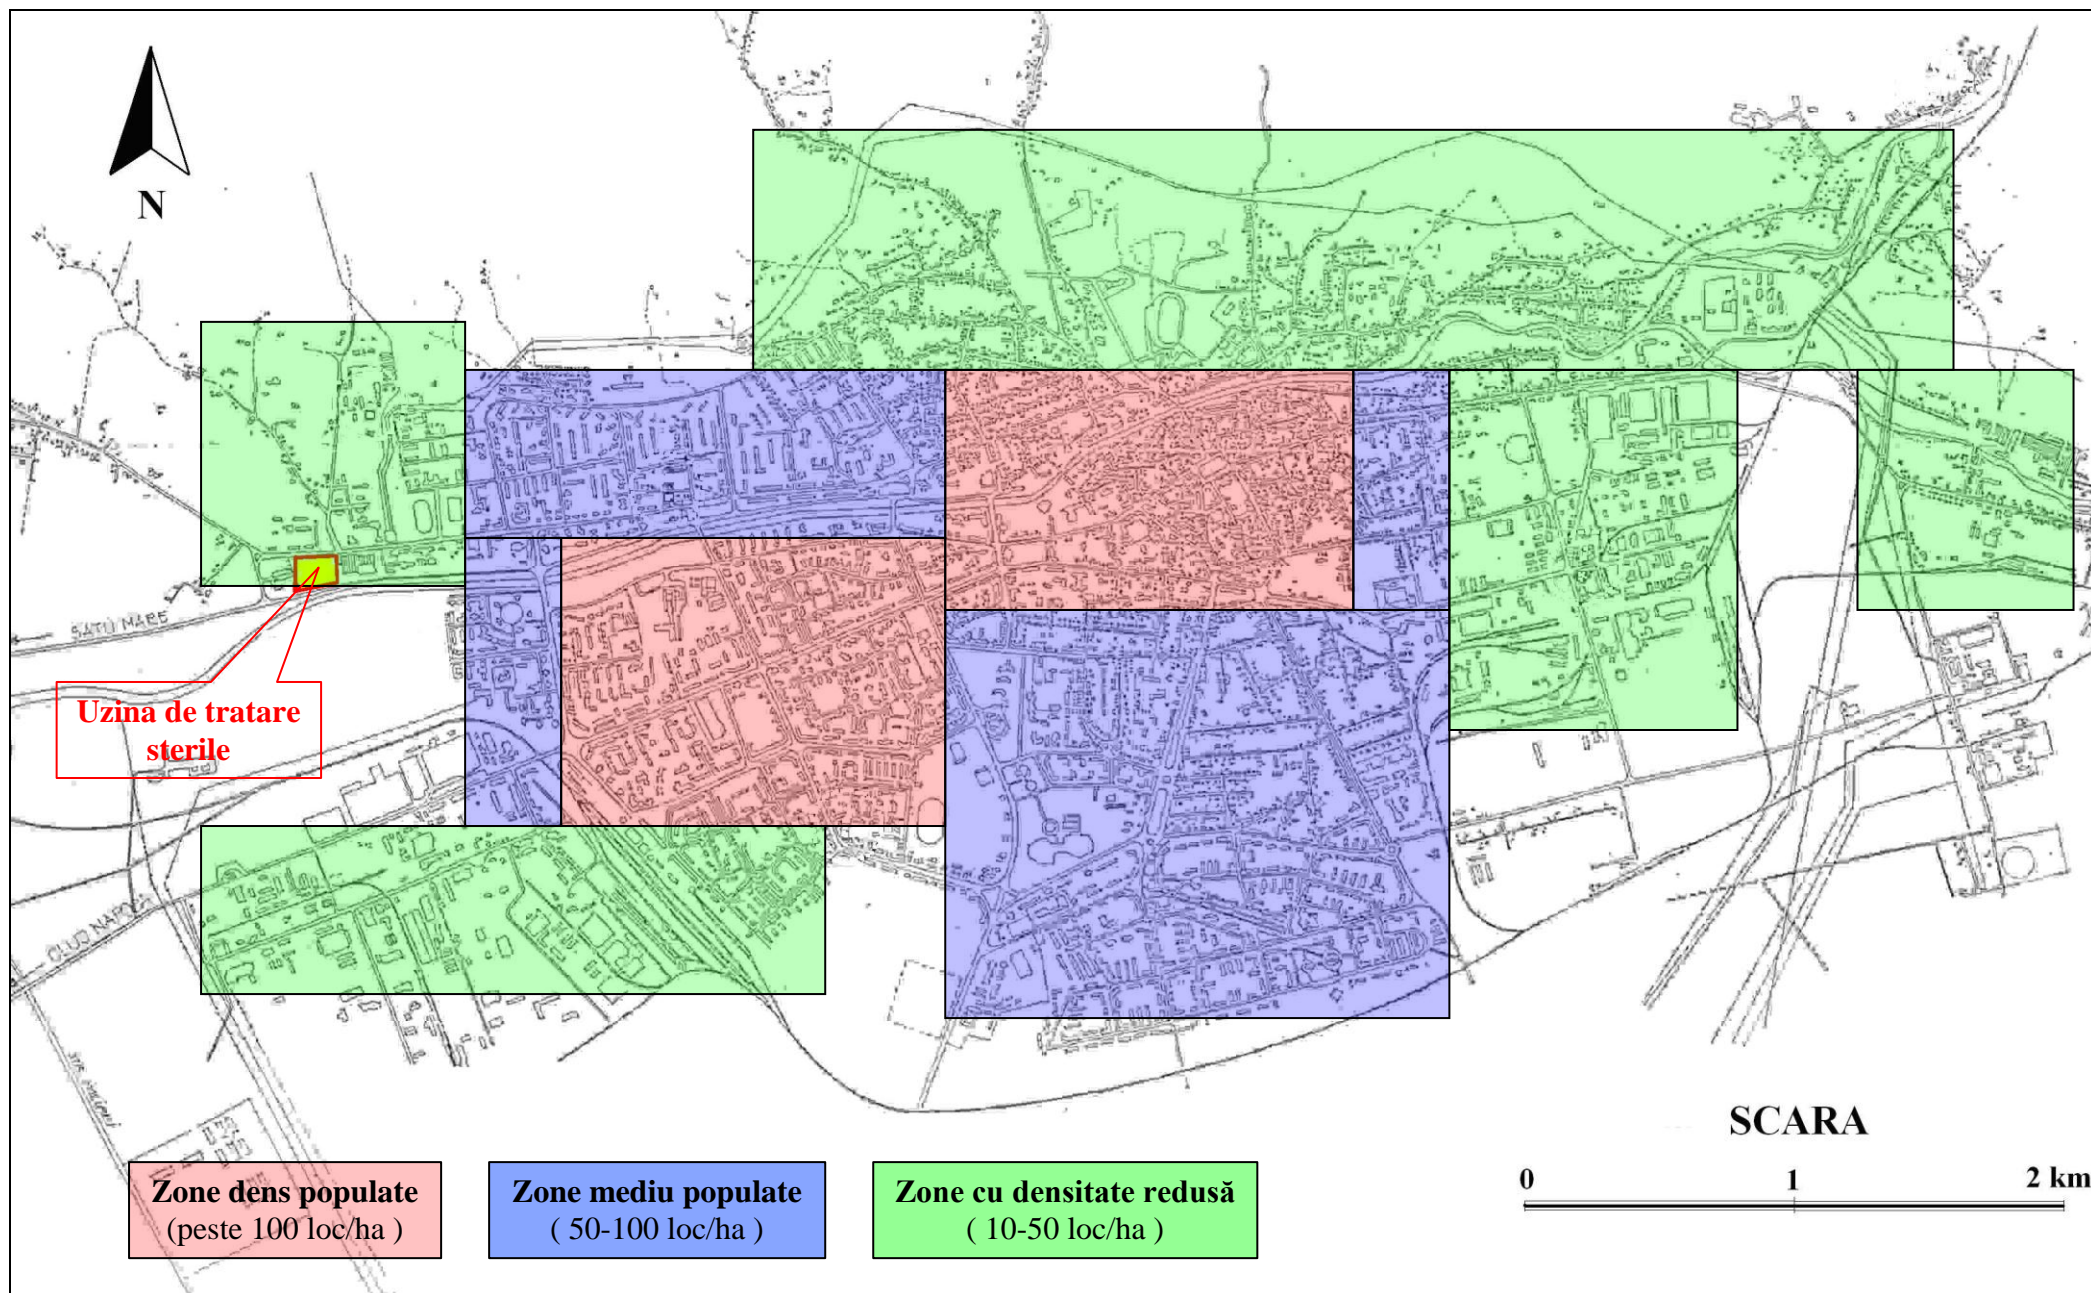 N
SATU MARE
Uzina de tratare
sterile
CLUJ NAPOCA
SCARA
0 1 2 km
Zone dens populate
(peste 100 loc/ha )
Zone mediu populate
( 50-100 loc/ha )
Zone cu densitate redusă
( 10-50 loc/ha )